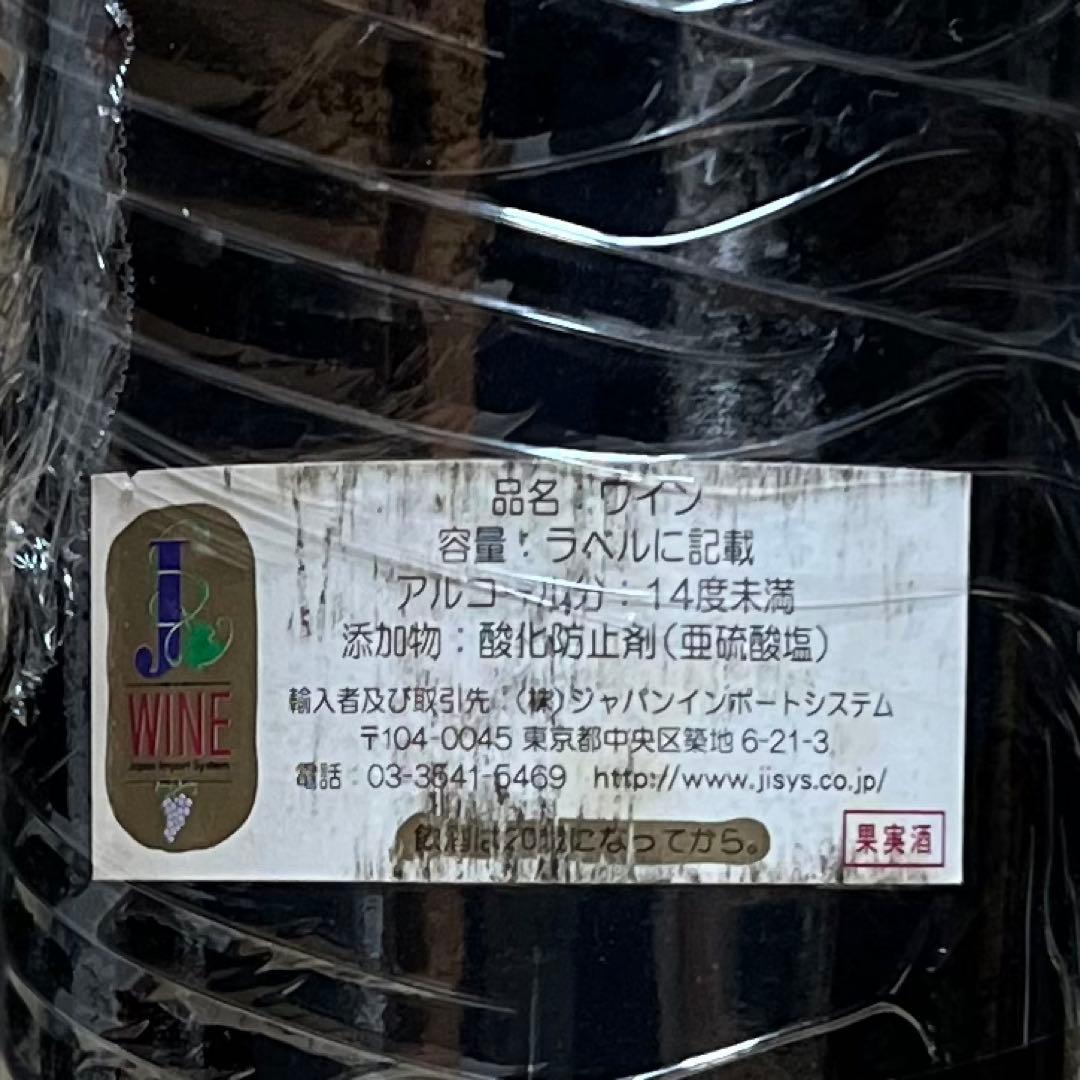 品名：ワイン
容量：ラベルに記載
アルコール分：14度未満
添加物：酸化防止剤(亜硫酸塩)
輸入者及び取引先：(株)ジャパンインポートシステム
〒104-0045 東京都中央区築地6-21-3
電話：03-3541-5469 http://www.jisys.co.jp/
飲酒は20歳になってから。
果実酒
J
WINE
Japan Import System